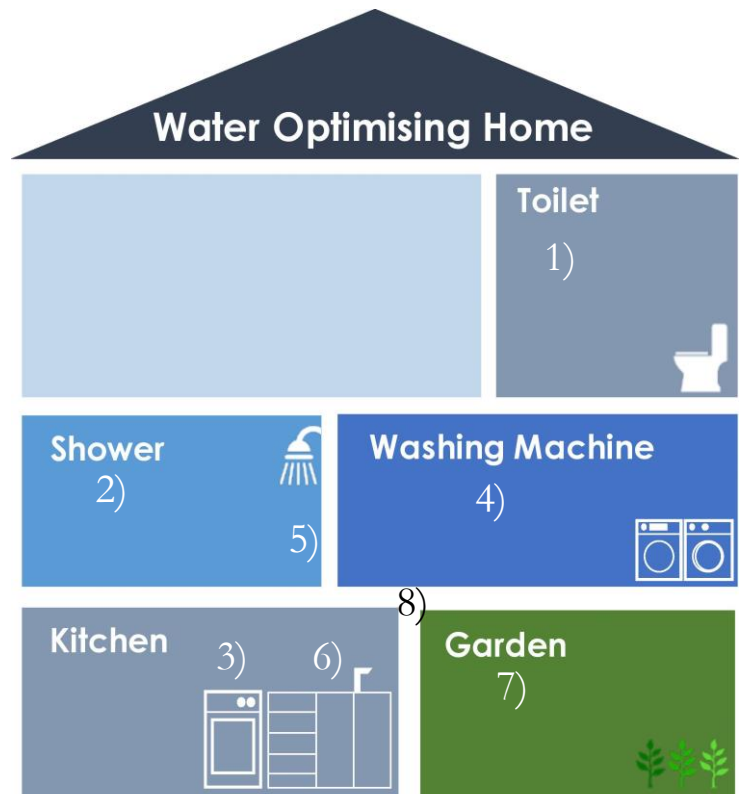 Water Optimising Home
Toilet
1)
Shower
2)
5)
Washing Machine
4)
8)
Kitchen
3)
6)
Garden
7)